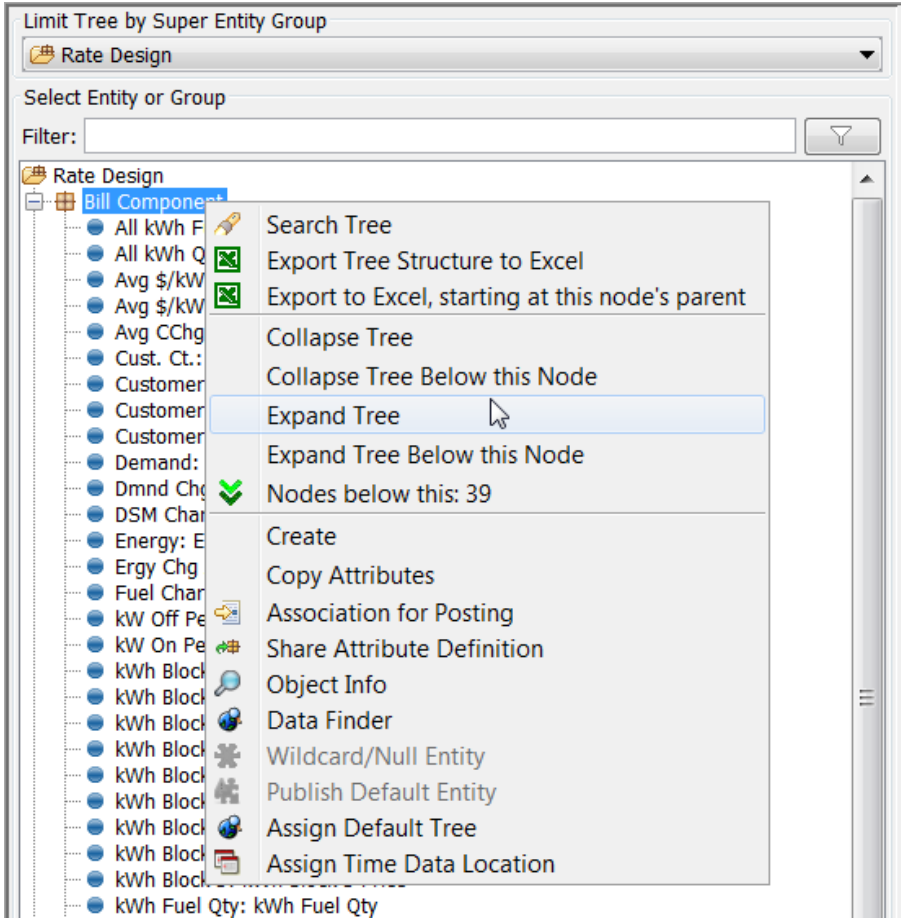 Limit Tree by Super Entity Group
Rate Design
Select Entity or Group
Filter:
Rate Design
Bill Component
All kWh F
All kWh Q
Avg $/kW
Avg $/kW
Avg CChg
Cust. Ct.:
Customer
Customer
Customer
Demand:
Dmnd Chg
DSM Char
Energy: E
Ergy Chg
Fuel Char
kW Off Pe
kW On Pe
kWh Block
kWh Block
kWh Block
kWh Block
kWh Block
kWh Block
kWh Block
kWh Block
kWh Block
kWh Fuel Qty: kWh Fuel Qty
Search Tree
Export Tree Structure to Excel
Export to Excel, starting at this node's parent
Collapse Tree
Collapse Tree Below this Node
Expand Tree
Expand Tree Below this Node
Nodes below this: 39
Create
Copy Attributes
Association for Posting
Share Attribute Definition
Object Info
Data Finder
Wildcard/Null Entity
Publish Default Entity
Assign Default Tree
Assign Time Data Location